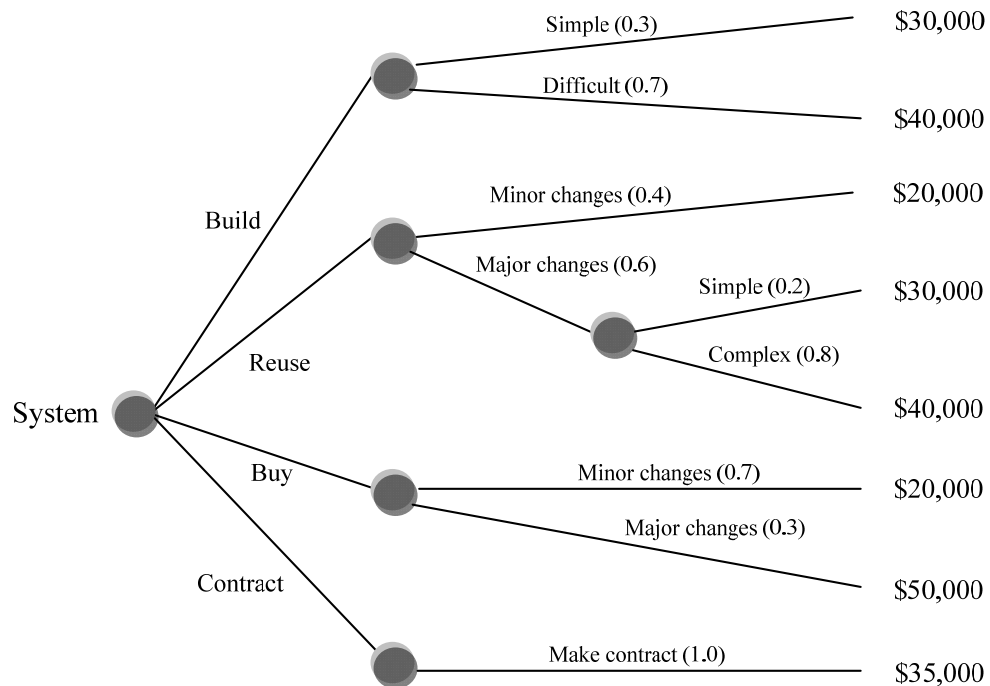 Simple (0.3)
$30,000
Difficult (0.7)
$40,000
Build
Minor changes (0.4)
$20,000
Major changes (0.6)
Simple (0.2)
$30,000
Reuse
Complex (0.8)
$40,000
System
Buy
Minor changes (0.7)
$20,000
Major changes (0.3)
$50,000
Contract
Make contract (1.0)
$35,000